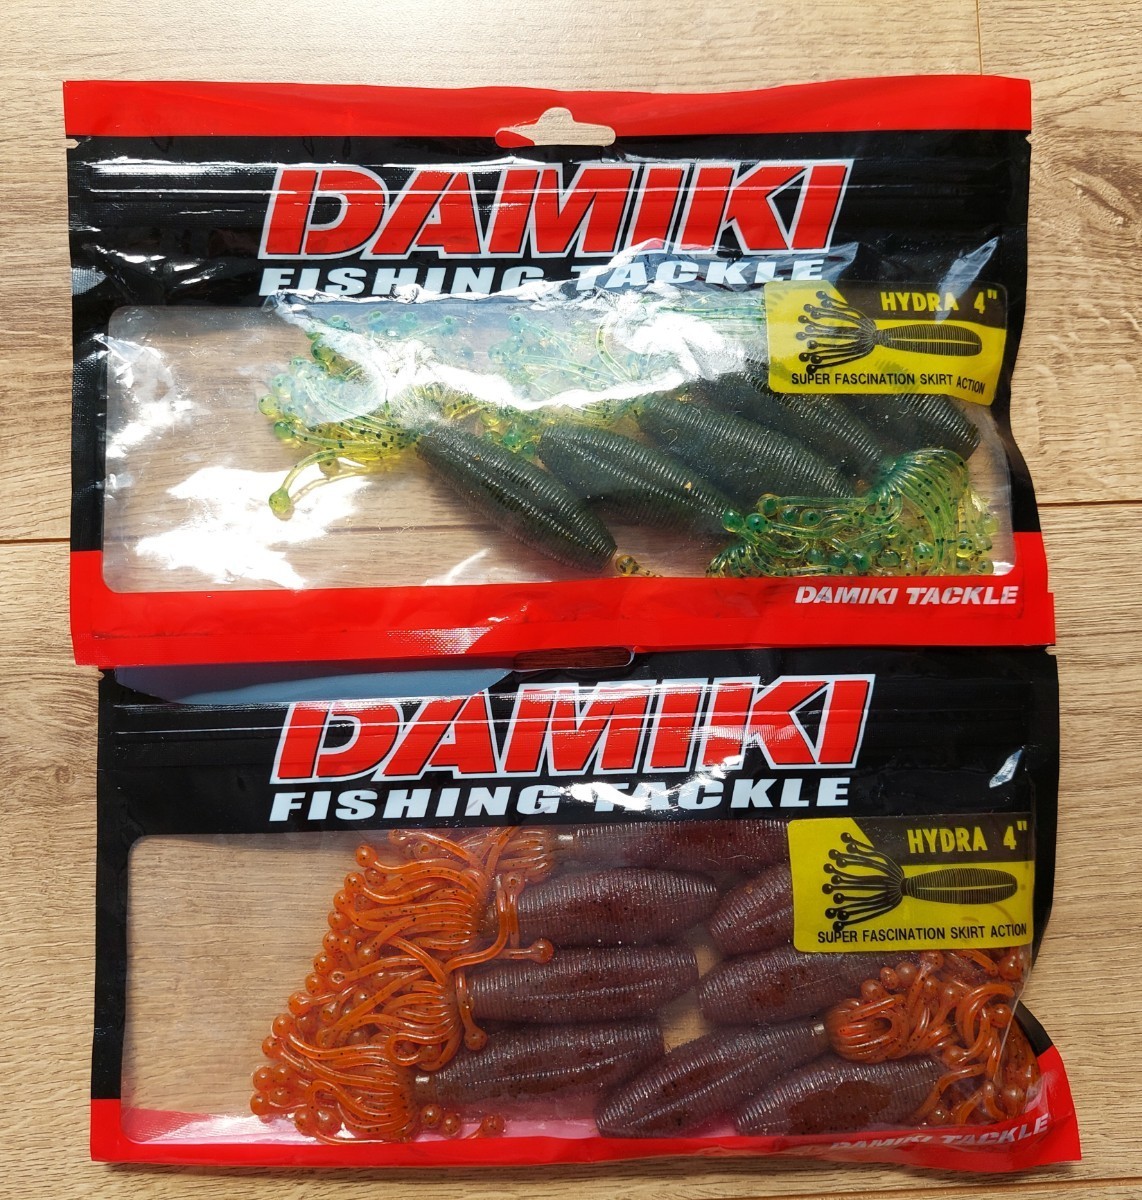 DAMIKI
FISHING TACKLE
HYDRA 4"
SUPER FASCINATION SKIRT ACTION
DAMIKI TACKLE
DAMIKI
FISHING TACKLE
HYDRA 4"
SUPER FASCINATION SKIRT ACTION
DAMIKI TACKLE